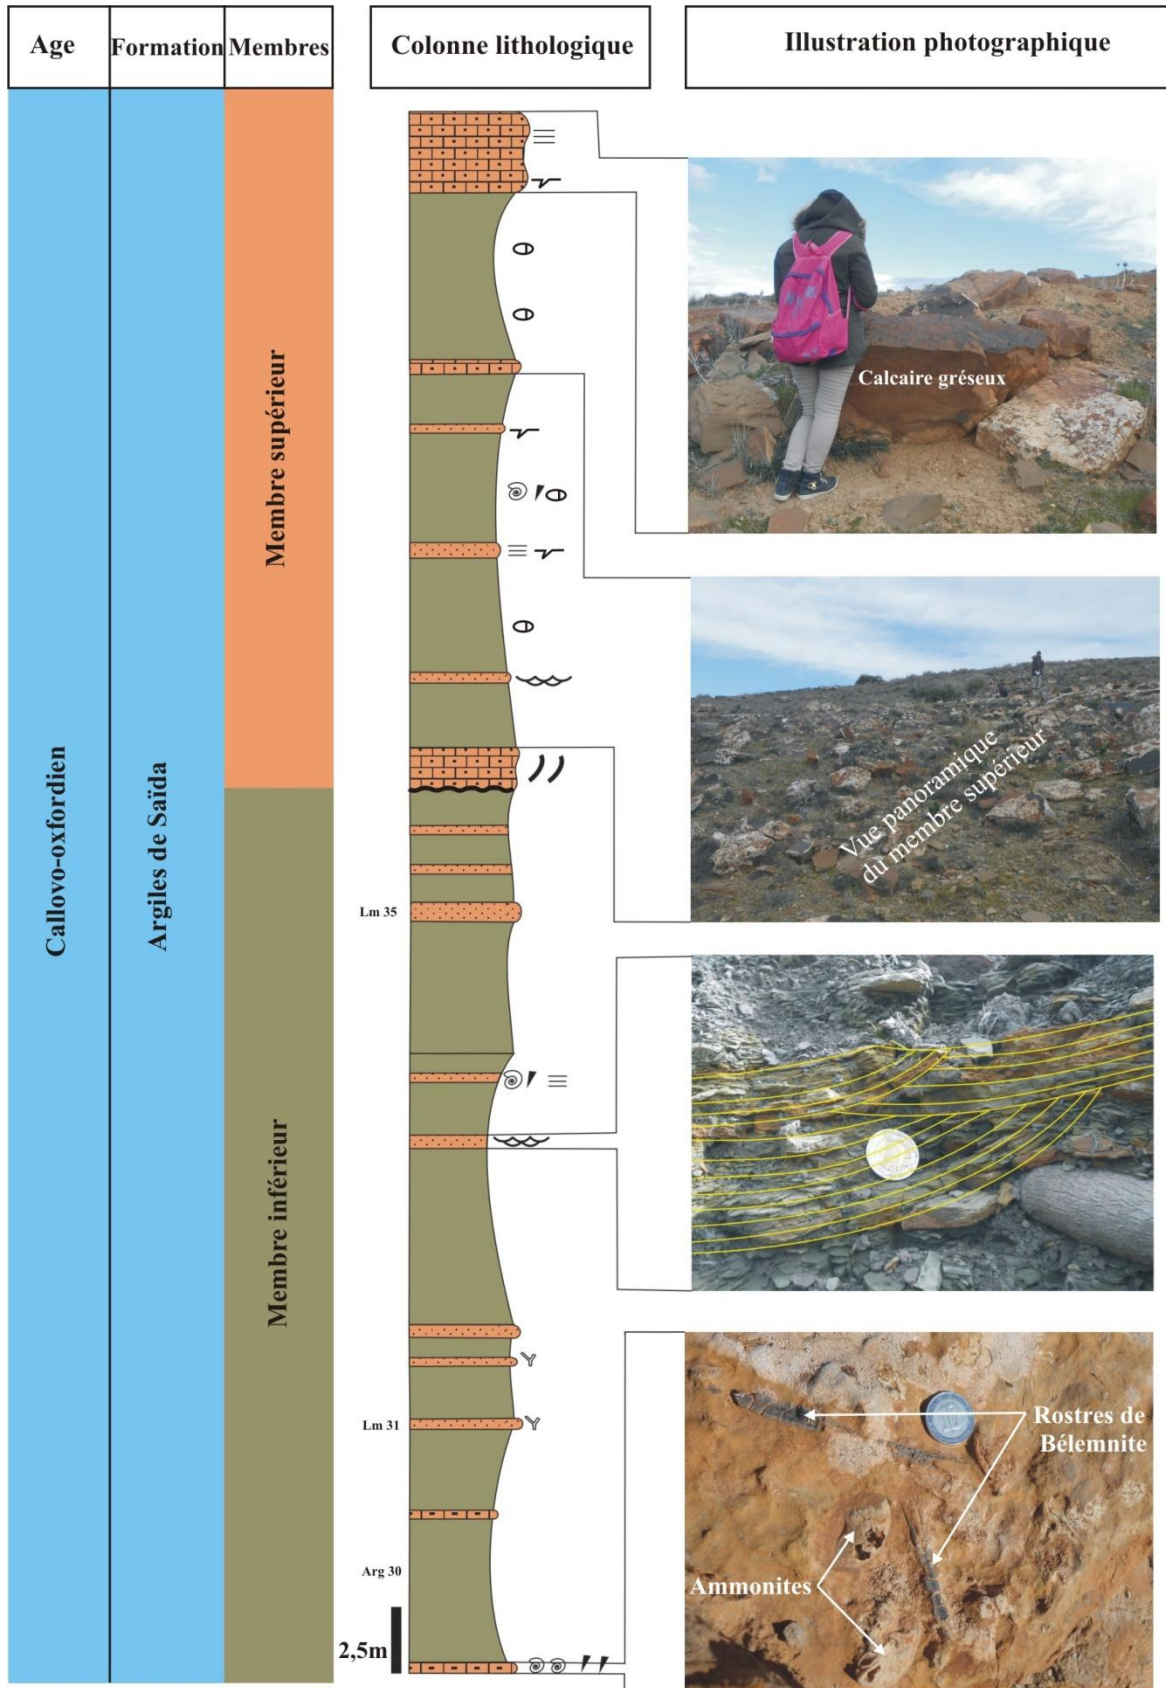 Age
Formation
Membres
Colonne lithologique
Illustration photographique
Callovo-oxfordien
Argiles de Saïda
Membre supérieur
Membre inférieur
Calcaire gréseux
Vue panoramique
du membre supérieur
Lm 35
Lm 31
Arg 30
2,5m
Rostres de
Bélemnite
Ammonites